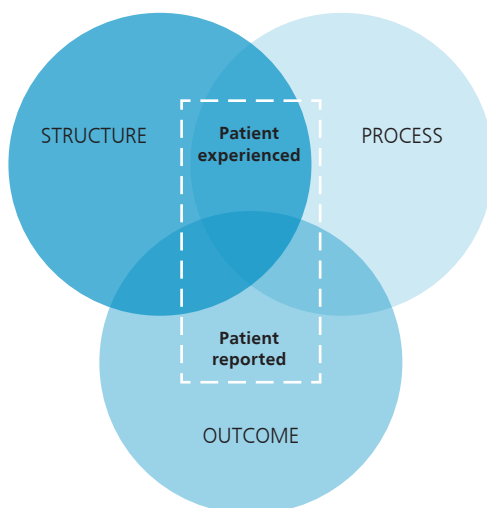 STRUCTURE
Patient
experienced
PROCESS
Patient
reported
OUTCOME